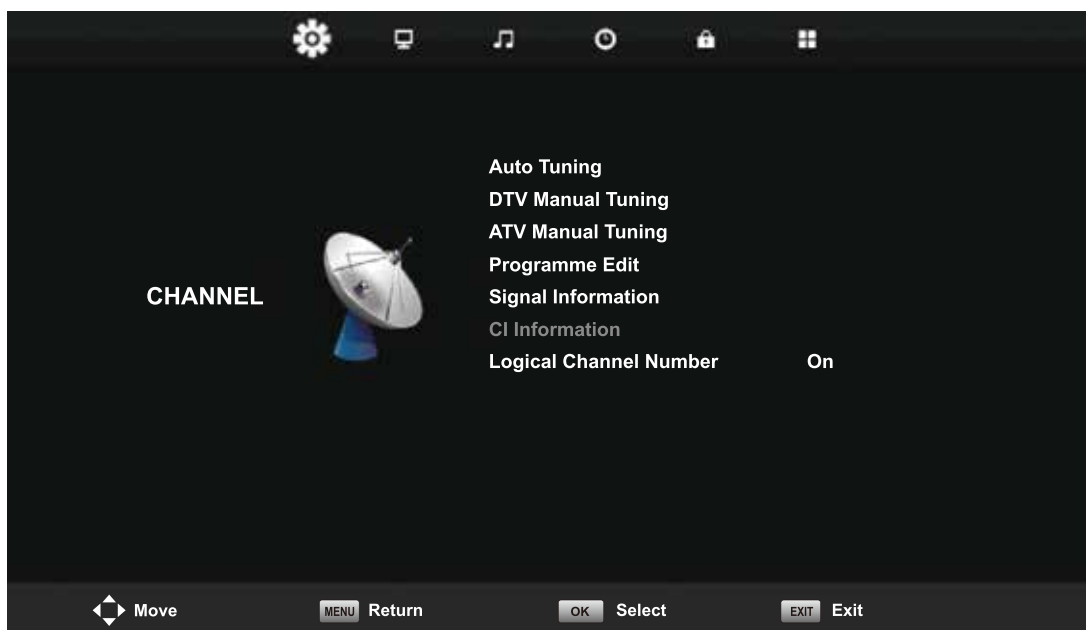 Auto Tuning
DTV Manual Tuning
ATV Manual Tuning
Programme Edit
CHANNEL
Signal Information
CI Information
Logical Channel Number On
Move MENU Return OK Select EXIT Exit